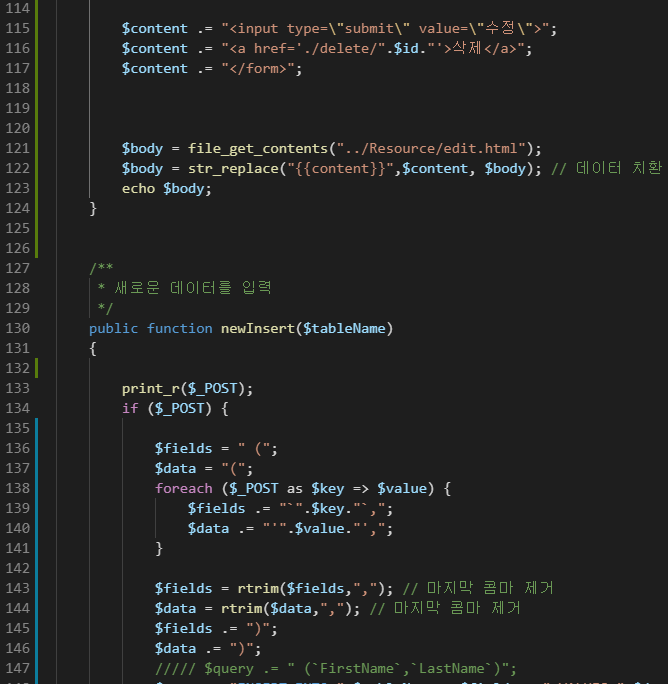 114
115 $content .= "<input type=\"submit\" value=\"수정\">";
116 $content .= "<a href='./delete/".$id."'>삭제</a>";
117 $content .= "</form>";
118
119
120
121 $body = file_get_contents("../Resource/edit.html");
122 $body = str_replace("{{content}}",$content, $body); // 데이터 치환
123 echo $body;
124 }
125
126
127 /**
128 * 새로운 데이터를 입력
129 */
130 public function newInsert($tableName)
131 {
132
133 print_r($_POST);
134 if ($_POST) {
135
136 $fields = " (";
137 $data = "(";
138 foreach ($_POST as $key => $value) {
139 $fields .= "`".$key."`,";
140 $data .= "'".$value."',";
141 }
142
143 $fields = rtrim($fields,","); // 마지막 콤마 제거
144 $data = rtrim($data,","); // 마지막 콤마 제거
145 $fields .= ")";
146 $data .= ")";
147 ///// $query .= " (`FirstName`,`LastName`)";